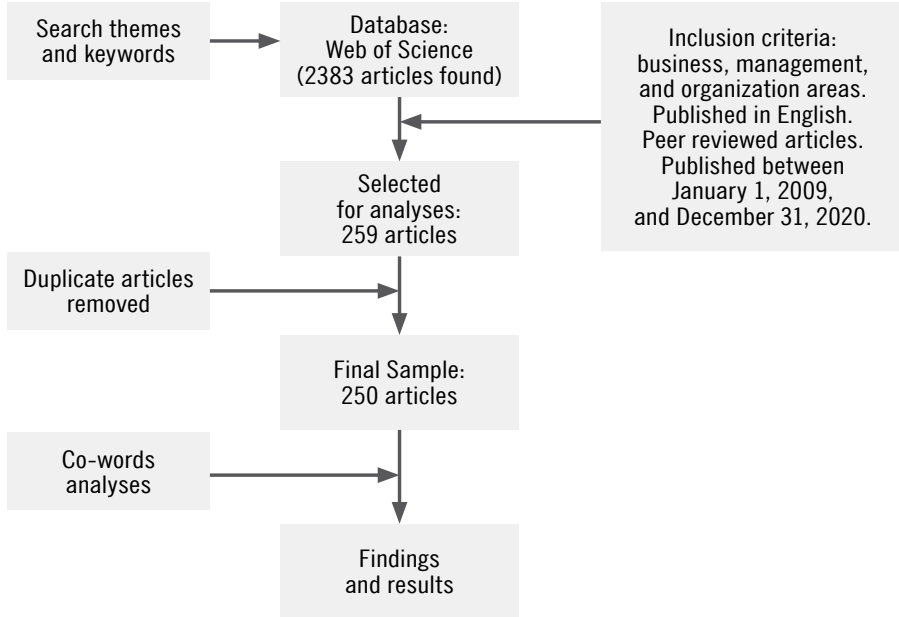 Search themes
and keywords
Database:
Web of Science
(2383 articles found)
Inclusion criteria:
business, management,
and organization areas.
Published in English.
Peer reviewed articles.
Published between
January 1, 2009,
and December 31, 2020.
Selected
for analyses:
259 articles
Duplicate articles
removed
Final Sample:
250 articles
Co-words
analyses
Findings
and results